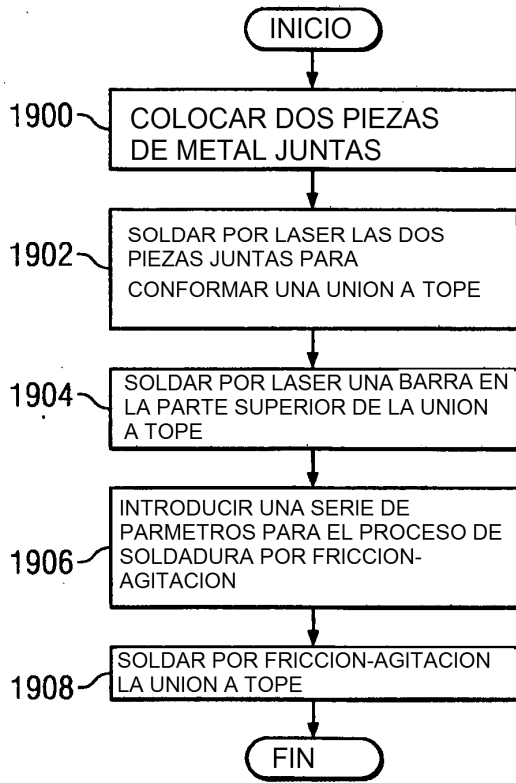 INICIO
1900
COLOCAR DOS PIEZAS
DE METAL JUNTAS
1902
SOLDAR POR LASER LAS DOS
PIEZAS JUNTAS PARA
CONFORMAR UNA UNION A TOPE
1904
SOLDAR POR LASER UNA BARRA EN
LA PARTE SUPERIOR DE LA UNION
A TOPE
1906
INTRODUCIR UNA SERIE DE
PARMETROS PARA EL PROCESO DE
SOLDADURA POR FRICCION-
AGITACION
1908
SOLDAR POR FRICCION-AGITACION
LA UNION A TOPE
FIN